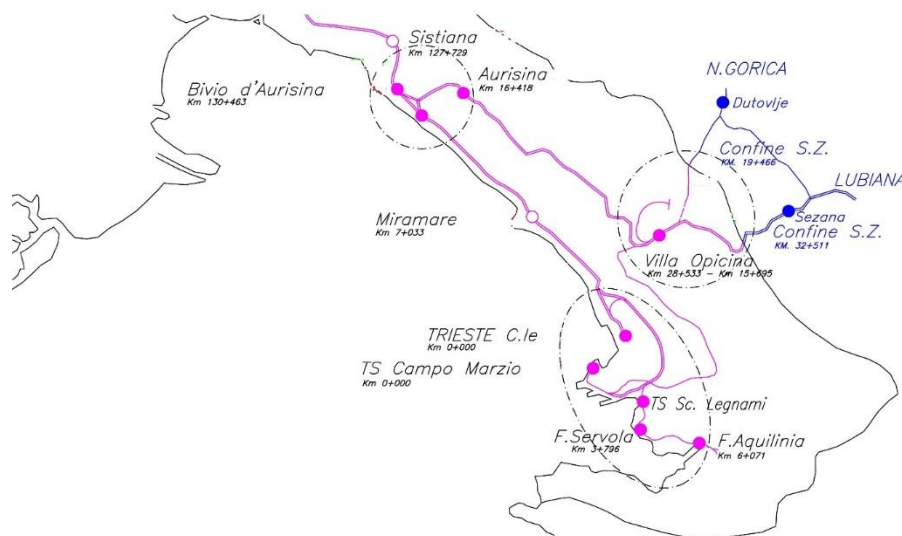 Sistiana
Km 127+729
Bivio d'Aurisina
Km 130+463
Aurisina
Km 16+418
N.GORICA
Dutovlje
Confine S.Z.
KM. 19+466
LUBIANA
Sezana
Confine S.Z.
KM. 32+511
Miramare
Km 7+033
Villa Opicina
Km 28+533 - Km 15+695
TRIESTE C.le
Km 0+000
TS Campo Marzio
Km 0+000
TS Sc. Legnami
F.Servola
Km 3+796
F.Aquilinia
Km 6+071